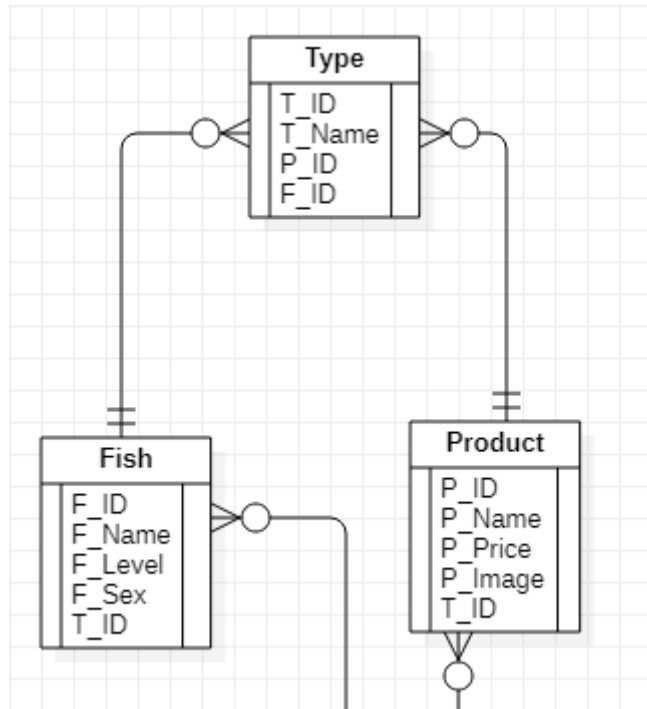 Type
T_ID
T_Name
P_ID
F_ID
Fish
F_ID
F_Name
F_Level
F_Sex
T_ID
Product
P_ID
P_Name
P_Price
P_Image
T_ID